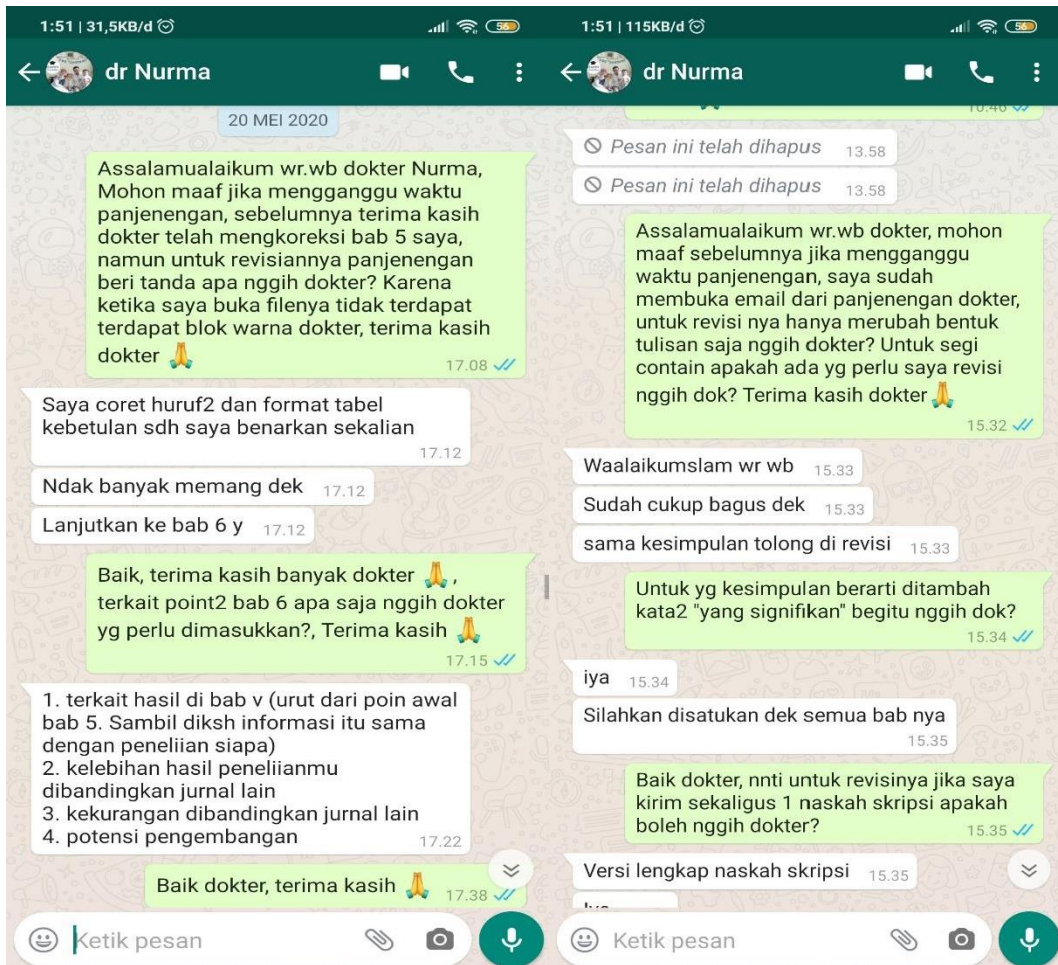 1:51 | 31,5KB/d
56
dr Nurma
20 MEI 2020
Assalamualaikum wr.wb dokter Nurma,
Mohon maaf jika mengganggu waktu
panjenengan, sebelumnya terima kasih
dokter telah mengkoreksi bab 5 saya,
namun untuk revisiannya panjenengan
beri tanda apa nggih dokter? Karena
ketika saya buka filenya tidak terdapat
terdapat blok warna dokter, terima kasih
dokter 🙏
17.08
Saya coret huruf2 dan format tabel
kebetulan sdh saya benarkan sekalian
17.12
Ndak banyak memang dek 17.12
Lanjutkan ke bab 6 y 17.12
Baik, terima kasih banyak dokter 🙏,
terkait point2 bab 6 apa saja nggih dokter
yg perlu dimasukkan?, Terima kasih 🙏
17.15
1. terkait hasil di bab v (urut dari poin awal
bab 5. Sambil diksh informasi itu sama
dengan peneliian siapa)
2. kelebihan hasil peneliianmu
dibandingkan jurnal lain
3. kekurangan dibandingkan jurnal lain
4. potensi pengembangan 17.22
Baik dokter, terima kasih 🙏 17.38
Ketik pesan
1:51 | 115KB/d
56
dr Nurma
10.46
Pesan ini telah dihapus 13.58
Pesan ini telah dihapus 13.58
Assalamualaikum wr.wb dokter, mohon
maaf sebelumnya jika mengganggu
waktu panjenengan, saya sudah
membuka email dari panjenengan dokter,
untuk revisi nya hanya merubah bentuk
tulisan saja nggih dokter? Untuk segi
contain apakah ada yg perlu saya revisi
nggih dok? Terima kasih dokter 🙏
15.32
Waalaikumslam wr wb 15.33
Sudah cukup bagus dek 15.33
sama kesimpulan tolong di revisi 15.33
Untuk yg kesimpulan berarti ditambah
kata2 "yang signifikan" begitu nggih dok?
15.34
iya 15.34
Silahkan disatukan dek semua bab nya
15.35
Baik dokter, nnti untuk revisinya jika saya
kirim sekaligus 1 naskah skripsi apakah
boleh nggih dokter? 15.35
Versi lengkap naskah skripsi 15.35
Ketik pesan